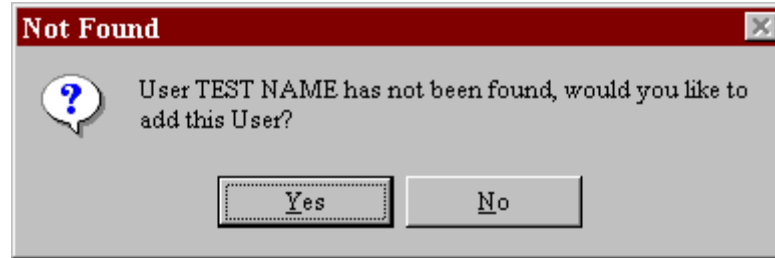 Not Found
?
User TEST NAME has not been found, would you like to
add this User?
Yes
No